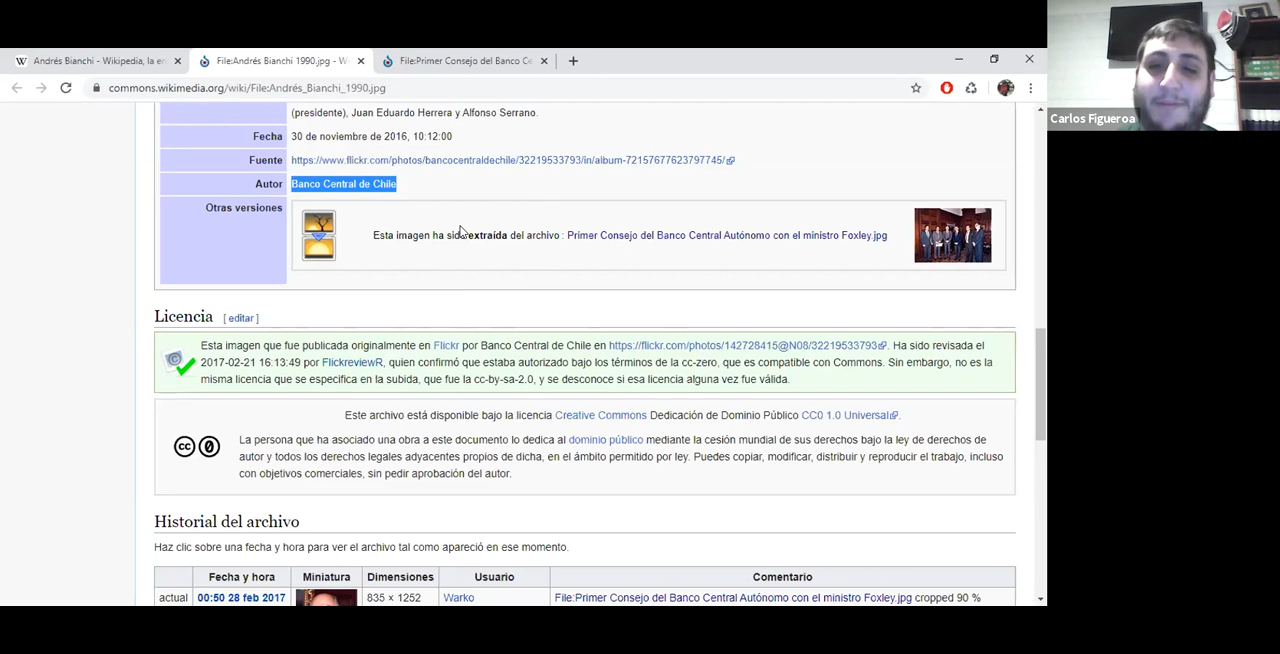 Andrés Bianchi - Wikipedia, la en
File:Andrés Bianchi 1990.jpg - W
File:Primer Consejo del Banco Ce
commons.wikimedia.org/wiki/File:Andrés_Bianchi_1990.jpg
Carlos Figueroa
(presidente), Juan Eduardo Herrera y Alfonso Serrano.
Fecha 30 de noviembre de 2016, 10:12:00
Fuente https://www.flickr.com/photos/bancocentraldechile/32219533793/in/album-72157677623797745/
Autor Banco Central de Chile
Otras versiones
Esta imagen ha sido extraída del archivo : Primer Consejo del Banco Central Autónomo con el ministro Foxley.jpg
Licencia [ editar ]
Esta imagen que fue publicada originalmente en Flickr por Banco Central de Chile en https://flickr.com/photos/142728415@N08/32219533793. Ha sido revisada el
2017-02-21 16:13:49 por FlickreviewR, quien confirmó que estaba autorizado bajo los términos de la cc-zero, que es compatible con Commons. Sin embargo, no es la
misma licencia que se especifica en la subida, que fue la cc-by-sa-2.0, y se desconoce si esa licencia alguna vez fue válida.
Este archivo está disponible bajo la licencia Creative Commons Dedicación de Dominio Público CC0 1.0 Universal.
cc 0
La persona que ha asociado una obra a este documento lo dedica al dominio público mediante la cesión mundial de sus derechos bajo la ley de derechos de
autor y todos los derechos legales adyacentes propios de dicha, en el ámbito permitido por ley. Puedes copiar, modificar, distribuir y reproducir el trabajo, incluso
con objetivos comerciales, sin pedir aprobación del autor.
Historial del archivo
Haz clic sobre una fecha y hora para ver el archivo tal como apareció en ese momento.
Fecha y hora Miniatura Dimensiones Usuario Comentario
actual 00:50 28 feb 2017 835 × 1252 Warko File:Primer Consejo del Banco Central Autónomo con el ministro Foxley.jpg cropped 90 %